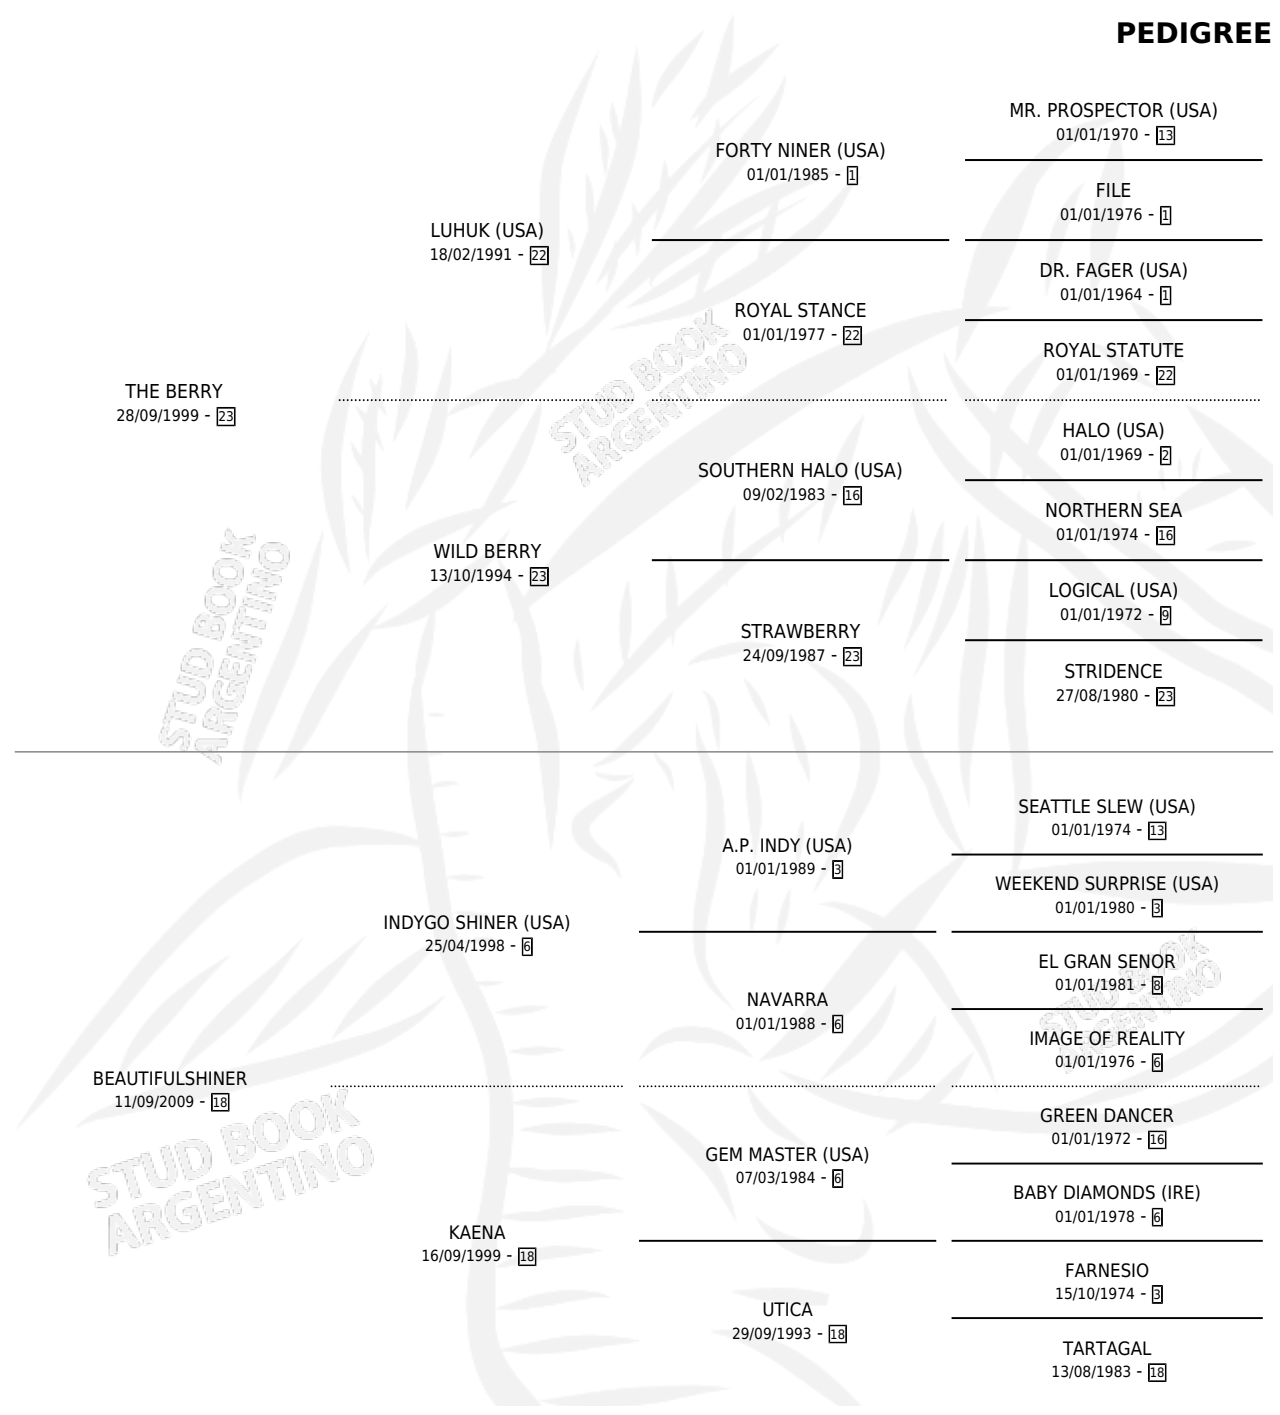 PEDIGREE
MR. PROSPECTOR (USA)
01/01/1970 - 13
FORTY NINER (USA)
01/01/1985 - 1
FILE
01/01/1976 - 1
LUHUK (USA)
18/02/1991 - 22
DR. FAGER (USA)
01/01/1964 - 1
ROYAL STANCE
01/01/1977 - 22
ROYAL STATUTE
01/01/1969 - 22
THE BERRY
28/09/1999 - 23
HALO (USA)
01/01/1969 - 2
SOUTHERN HALO (USA)
09/02/1983 - 16
NORTHERN SEA
01/01/1974 - 16
WILD BERRY
13/10/1994 - 23
LOGICAL (USA)
01/01/1972 - 9
STRAWBERRY
24/09/1987 - 23
STRIDENCE
27/08/1980 - 23
STUD BOOK
ARGENTINO
STUD BOOK
ARGENTINO
SEATTLE SLEW (USA)
01/01/1974 - 13
A.P. INDY (USA)
01/01/1989 - 3
WEEKEND SURPRISE (USA)
01/01/1980 - 3
INDYGO SHINER (USA)
25/04/1998 - 6
EL GRAN SENOR
01/01/1981 - 8
NAVARRA
01/01/1988 - 6
IMAGE OF REALITY
01/01/1976 - 6
STUD BOOK
ARGENTINO
BEAUTIFULSHINER
11/09/2009 - 18
GREEN DANCER
01/01/1972 - 16
GEM MASTER (USA)
07/03/1984 - 6
BABY DIAMONDS (IRE)
01/01/1978 - 6
STUD BOOK
ARGENTINO
KAENA
16/09/1999 - 18
FARNESIO
15/10/1974 - 3
UTICA
29/09/1993 - 18
TARTAGAL
13/08/1983 - 18